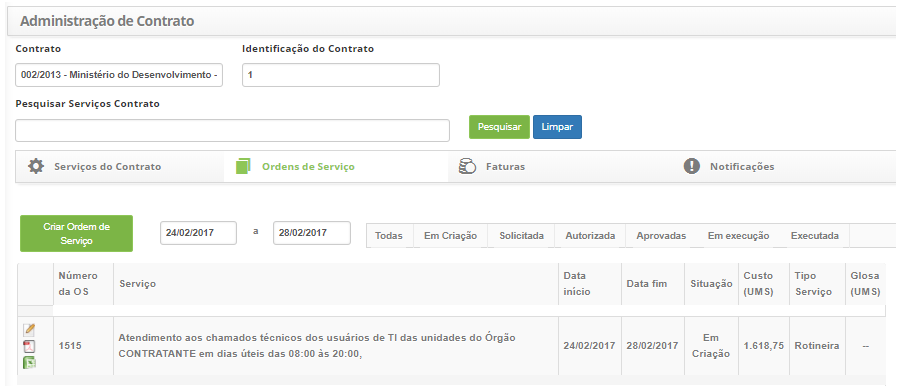 Administração de Contrato
Contrato Identificação do Contrato
002/2013 - Ministério do Desenvolvimento - 1
Pesquisar Serviços Contrato
Pesquisar Limpar
Serviços do Contrato Ordens de Serviço Faturas Notificações
Criar Ordem de
Serviço
24/02/2017 a 28/02/2017 Todas Em Criação Solicitada Autorizada Aprovadas Em execução Executada
Número
da OS
Serviço
Data
início
Data fim
Situação
Custo
(UMS)
Tipo
Serviço
Glosa
(UMS)
1515
Atendimento aos chamados técnicos dos usuários de TI das unidades do Órgão
CONTRATANTE em dias úteis das 08:00 às 20:00,
24/02/2017
28/02/2017
Em
Criação
1.618,75
Rotineira
--